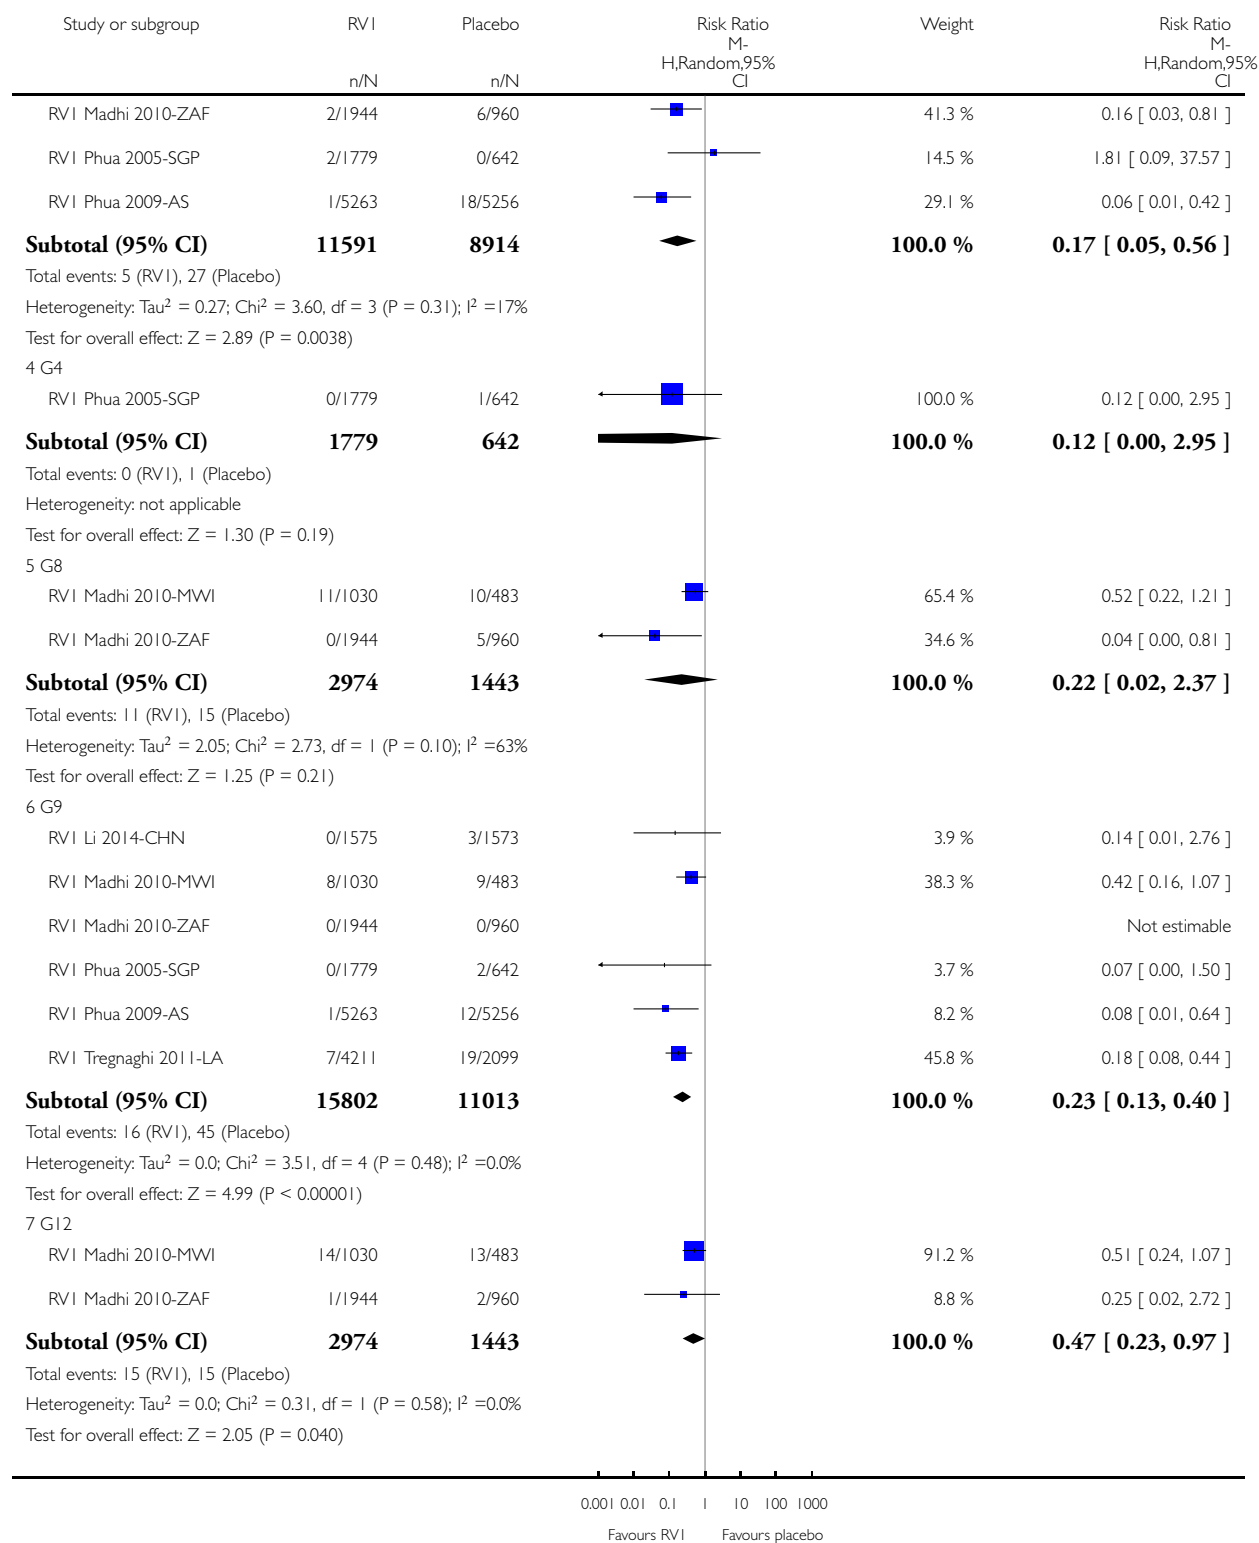 Study or subgroup RV1 Placebo Risk Ratio Weight Risk Ratio
n/N n/N M-H,Random,95% CI M-H,Random,95% CI
RV1 Madhi 2010-ZAF 2/1944 6/960 41.3 % 0.16 [ 0.03, 0.81 ]
RV1 Phua 2005-SGP 2/1779 0/642 14.5 % 1.81 [ 0.09, 37.57 ]
RV1 Phua 2009-AS 1/5263 18/5256 29.1 % 0.06 [ 0.01, 0.42 ]
Subtotal (95% CI) 11591 8914 100.0 % 0.17 [ 0.05, 0.56 ]
Total events: 5 (RV1), 27 (Placebo)
Heterogeneity: Tau² = 0.27; Chi² = 3.60, df = 3 (P = 0.31); I² =17%
Test for overall effect: Z = 2.89 (P = 0.0038)
4 G4
RV1 Phua 2005-SGP 0/1779 1/642 100.0 % 0.12 [ 0.00, 2.95 ]
Subtotal (95% CI) 1779 642 100.0 % 0.12 [ 0.00, 2.95 ]
Total events: 0 (RV1), 1 (Placebo)
Heterogeneity: not applicable
Test for overall effect: Z = 1.30 (P = 0.19)
5 G8
RV1 Madhi 2010-MWI 11/1030 10/483 65.4 % 0.52 [ 0.22, 1.21 ]
RV1 Madhi 2010-ZAF 0/1944 5/960 34.6 % 0.04 [ 0.00, 0.81 ]
Subtotal (95% CI) 2974 1443 100.0 % 0.22 [ 0.02, 2.37 ]
Total events: 11 (RV1), 15 (Placebo)
Heterogeneity: Tau² = 2.05; Chi² = 2.73, df = 1 (P = 0.10); I² =63%
Test for overall effect: Z = 1.25 (P = 0.21)
6 G9
RV1 Li 2014-CHN 0/1575 3/1573 3.9 % 0.14 [ 0.01, 2.76 ]
RV1 Madhi 2010-MWI 8/1030 9/483 38.3 % 0.42 [ 0.16, 1.07 ]
RV1 Madhi 2010-ZAF 0/1944 0/960 Not estimable
RV1 Phua 2005-SGP 0/1779 2/642 3.7 % 0.07 [ 0.00, 1.50 ]
RV1 Phua 2009-AS 1/5263 12/5256 8.2 % 0.08 [ 0.01, 0.64 ]
RV1 Tregnaghi 2011-LA 7/4211 19/2099 45.8 % 0.18 [ 0.08, 0.44 ]
Subtotal (95% CI) 15802 11013 100.0 % 0.23 [ 0.13, 0.40 ]
Total events: 16 (RV1), 45 (Placebo)
Heterogeneity: Tau² = 0.0; Chi² = 3.51, df = 4 (P = 0.48); I² =0.0%
Test for overall effect: Z = 4.99 (P < 0.00001)
7 G12
RV1 Madhi 2010-MWI 14/1030 13/483 91.2 % 0.51 [ 0.24, 1.07 ]
RV1 Madhi 2010-ZAF 1/1944 2/960 8.8 % 0.25 [ 0.02, 2.72 ]
Subtotal (95% CI) 2974 1443 100.0 % 0.47 [ 0.23, 0.97 ]
Total events: 15 (RV1), 15 (Placebo)
Heterogeneity: Tau² = 0.0; Chi² = 0.31, df = 1 (P = 0.58); I² =0.0%
Test for overall effect: Z = 2.05 (P = 0.040)
0.001 0.01 0.1 1 10 100 1000
Favours RV1 Favours placebo